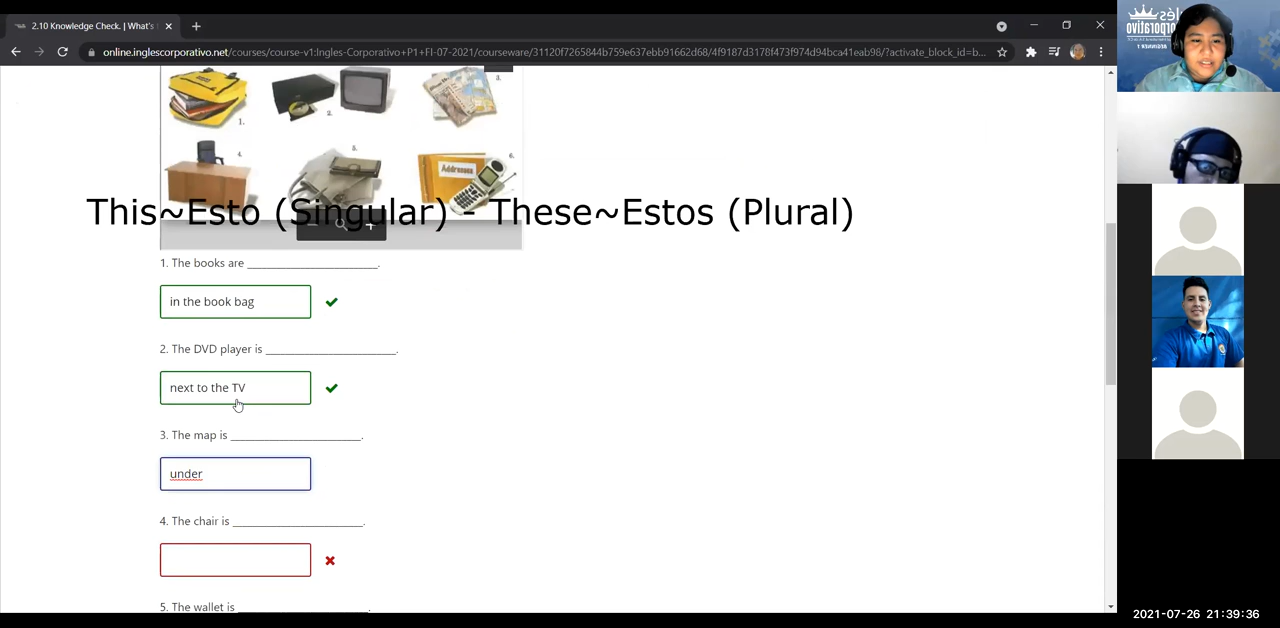 2.10 Knowledge Check. | What's
online.inglescorporativo.net/courses/course-v1:Ingles-Corporativo+P1+FI-07-2021/courseware/31120f7265844b759e637ebb91662d68/4f9187d3178f473f974d94bca41eab98/?activate_block_id=b...
1.
2.
3.
4.
5.
6.
Addresses
This~Esto (Singular) - These~Estos (Plural)
1. The books are ______________________.
in the book bag
2. The DVD player is ______________________.
next to the TV
3. The map is ______________________.
under
4. The chair is ______________________.
5. The wallet is ______________________.
2021-07-26 21:39:36